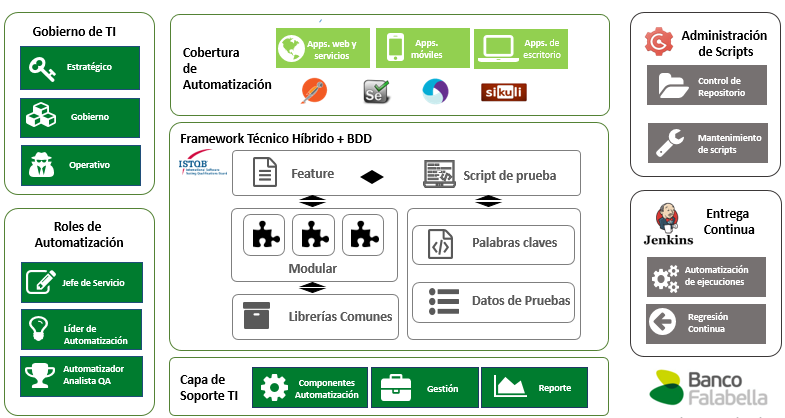 Gobierno de TI
Estratégico
Gobierno
Operativo
Roles de
Automatización
Jefe de Servicio
Líder de
Automatización
Automatizador
Analista QA
Cobertura
de
Automatización
Apps. web y
servicios
Apps.
móviles
Apps. de
escritorio
Se
sikuli
Framework Técnico Híbrido + BDD
ISTQB
Feature
Script de prueba
Modular
Palabras claves
Librerías Comunes
Datos de Pruebas
Capa de
Soporte TI
Componentes
Automatización
Gestión
Reporte
Administración
de Scripts
Control de
Repositorio
Mantenimiento
de scripts
Jenkins
Entrega
Continua
Automatización
de ejecuciones
Regresión
Continua
Banco
Falabella